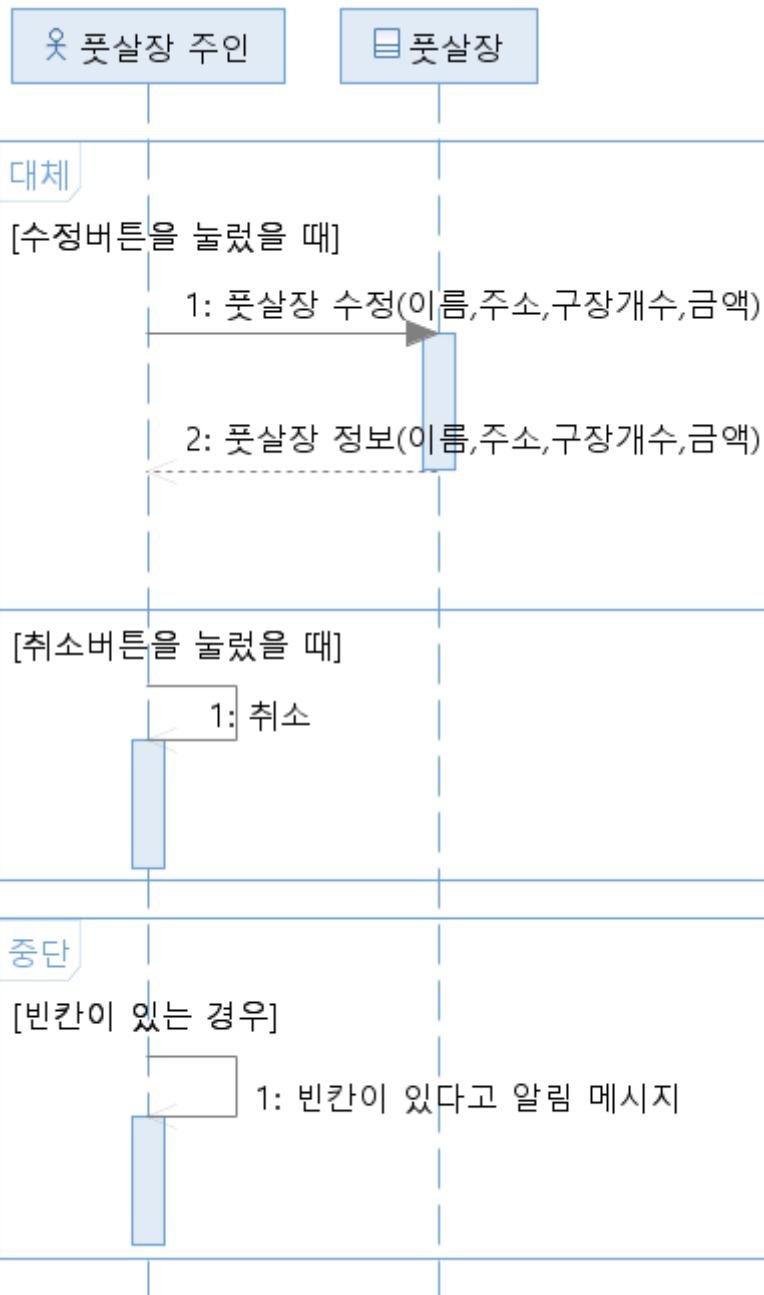 풋살장 주인
풋살장
대체
[수정버튼을 눌렀을 때]
1: 풋살장 수정(이름,주소,구장개수,금액)
2: 풋살장 정보(이름,주소,구장개수,금액)
[취소버튼을 눌렀을 때]
1: 취소
중단
[빈칸이 있는 경우]
1: 빈칸이 있다고 알림 메시지